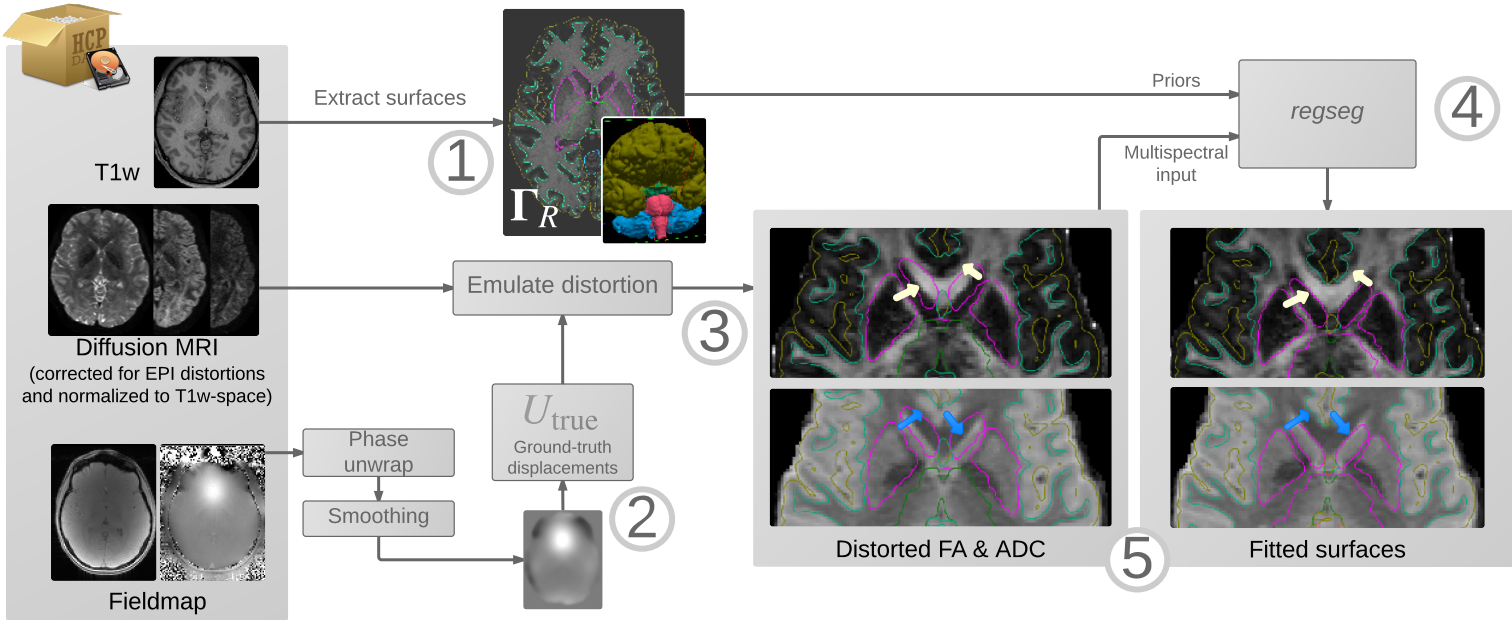 HCP
DATA
T1w
Diffusion MRI
(corrected for EPI distortions
and normalized to T1w-space)
Fieldmap
Extract surfaces
1
Γ_R
Priors
regseg
4
Multispectral
input
Emulate distortion
3
U_true
Ground-truth
displacements
2
Phase
unwrap
Smoothing
Distorted FA & ADC
5
Fitted surfaces